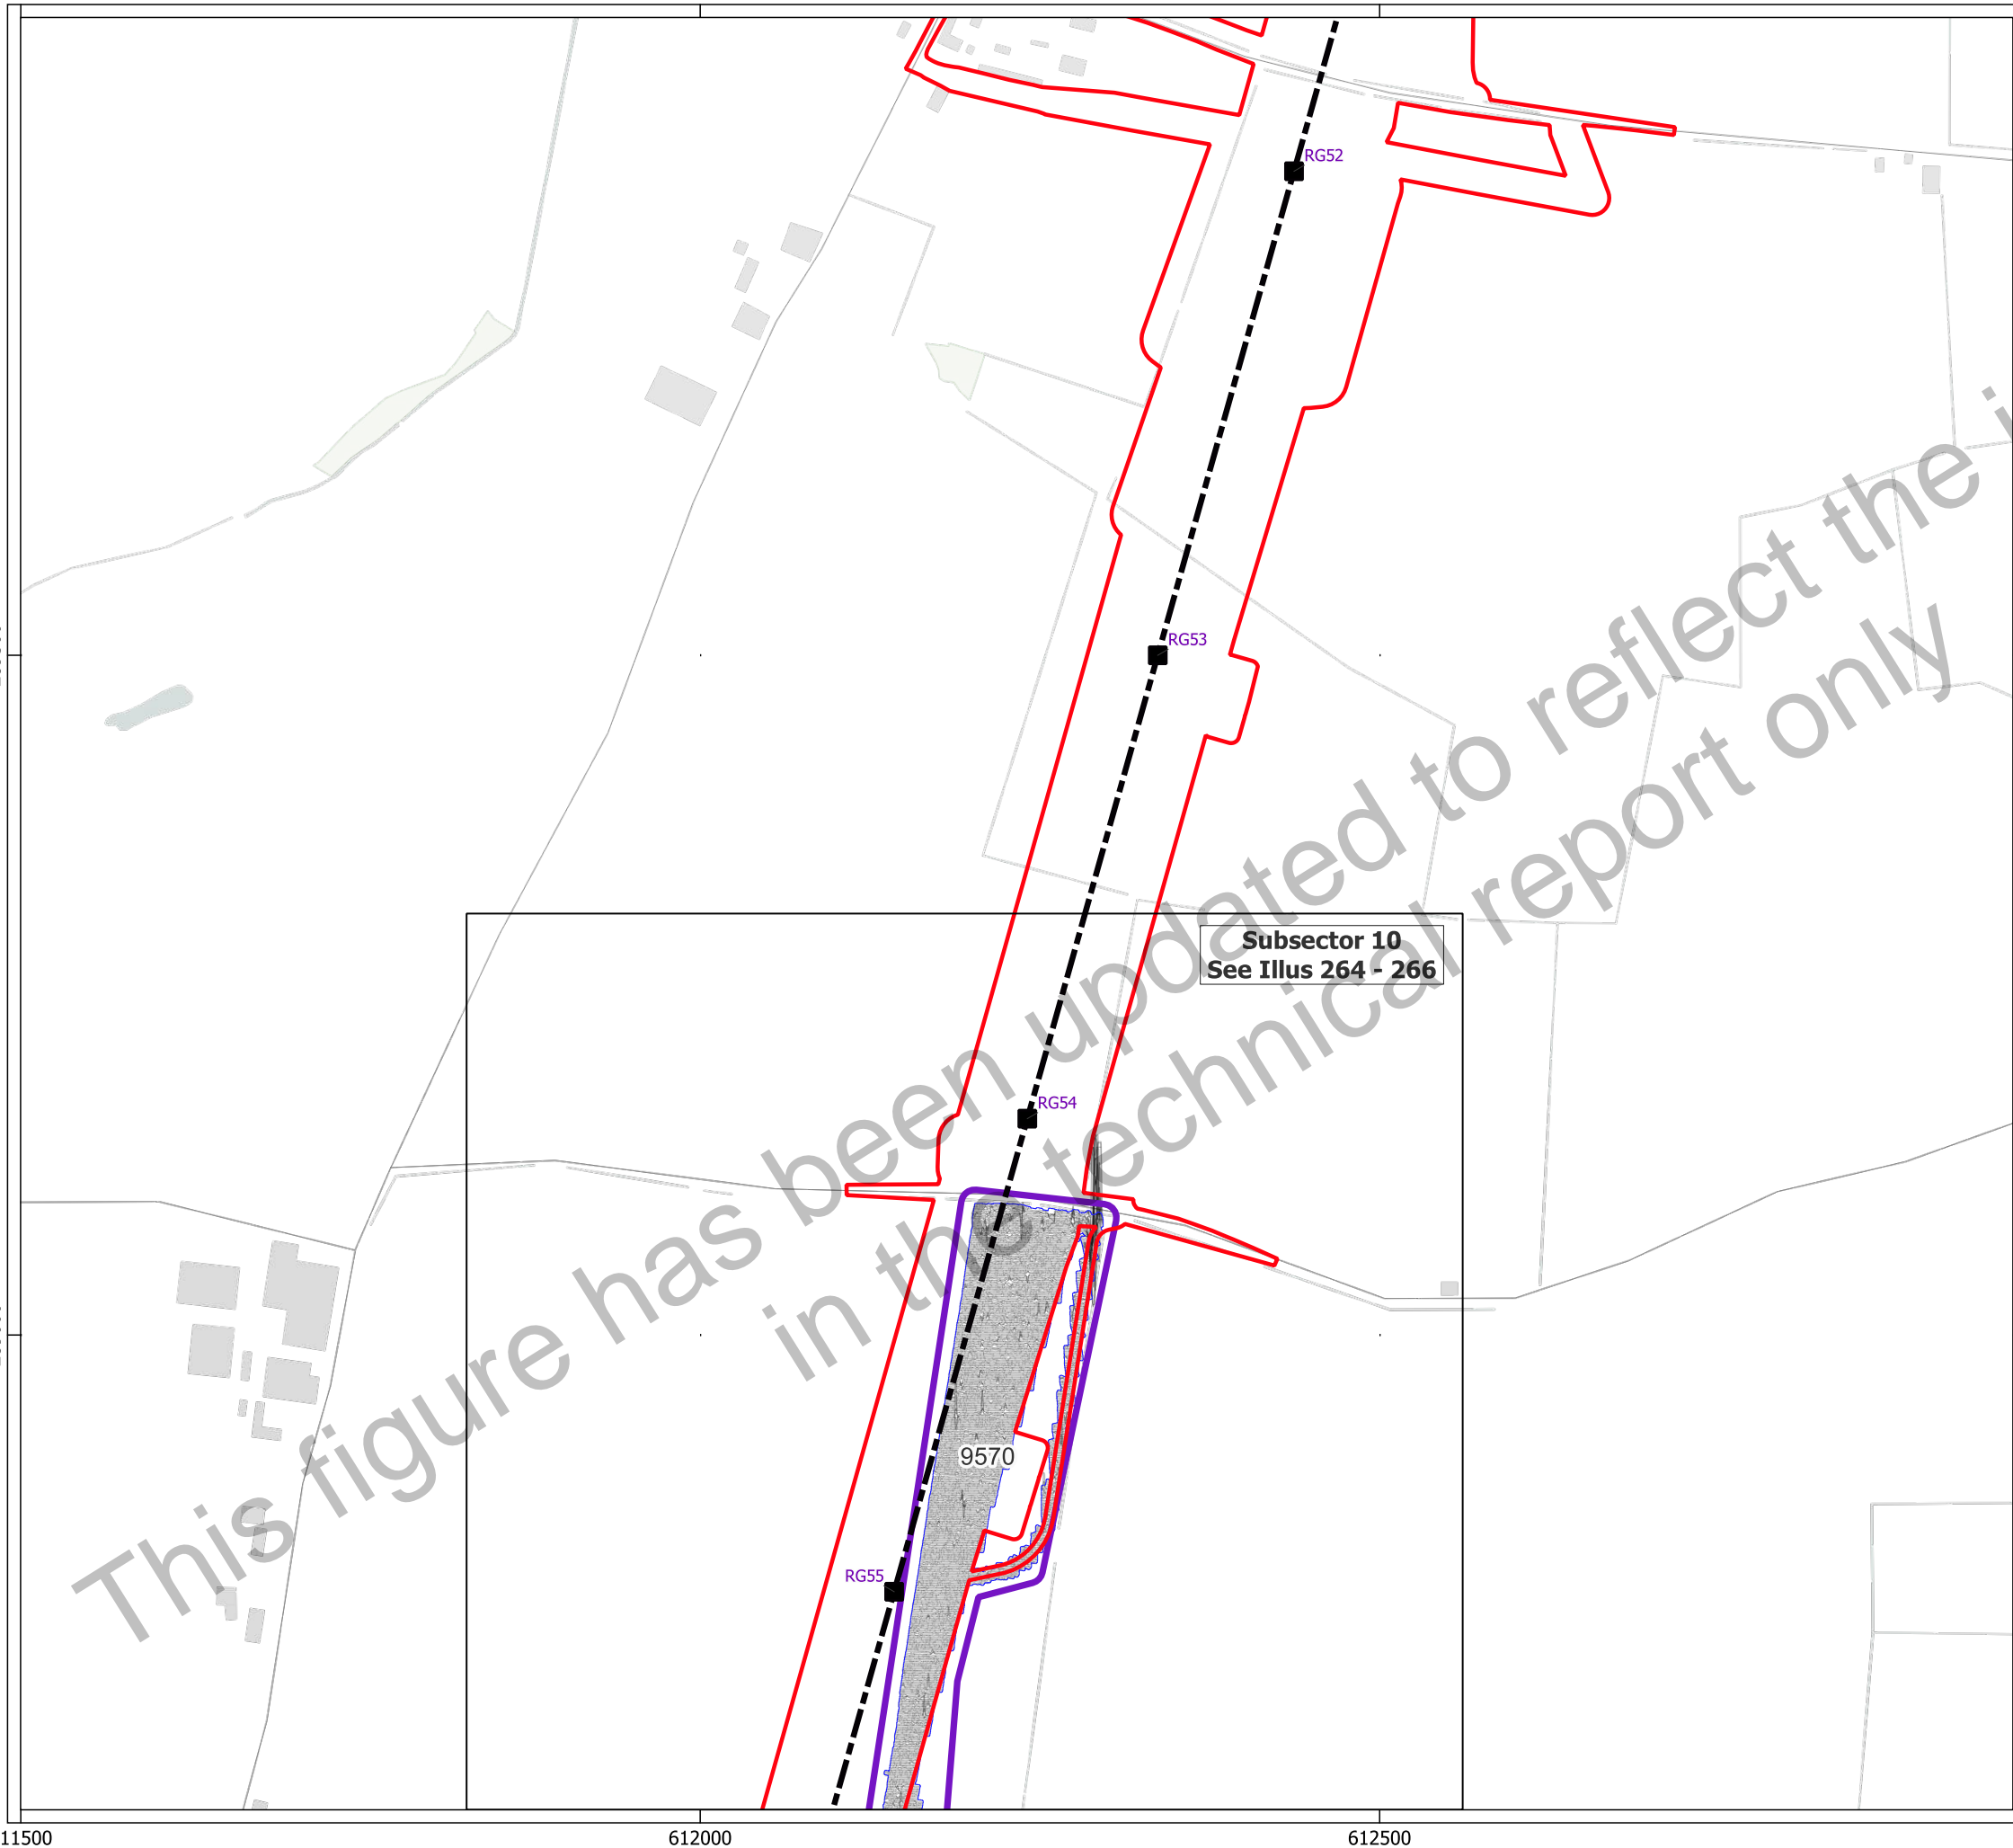 RG52
RG53
Subsector 10
See Illus 264 - 266
RG54
9570
RG55
This figure has been updated to reflect the
in the technical report only
11500
612000
612500